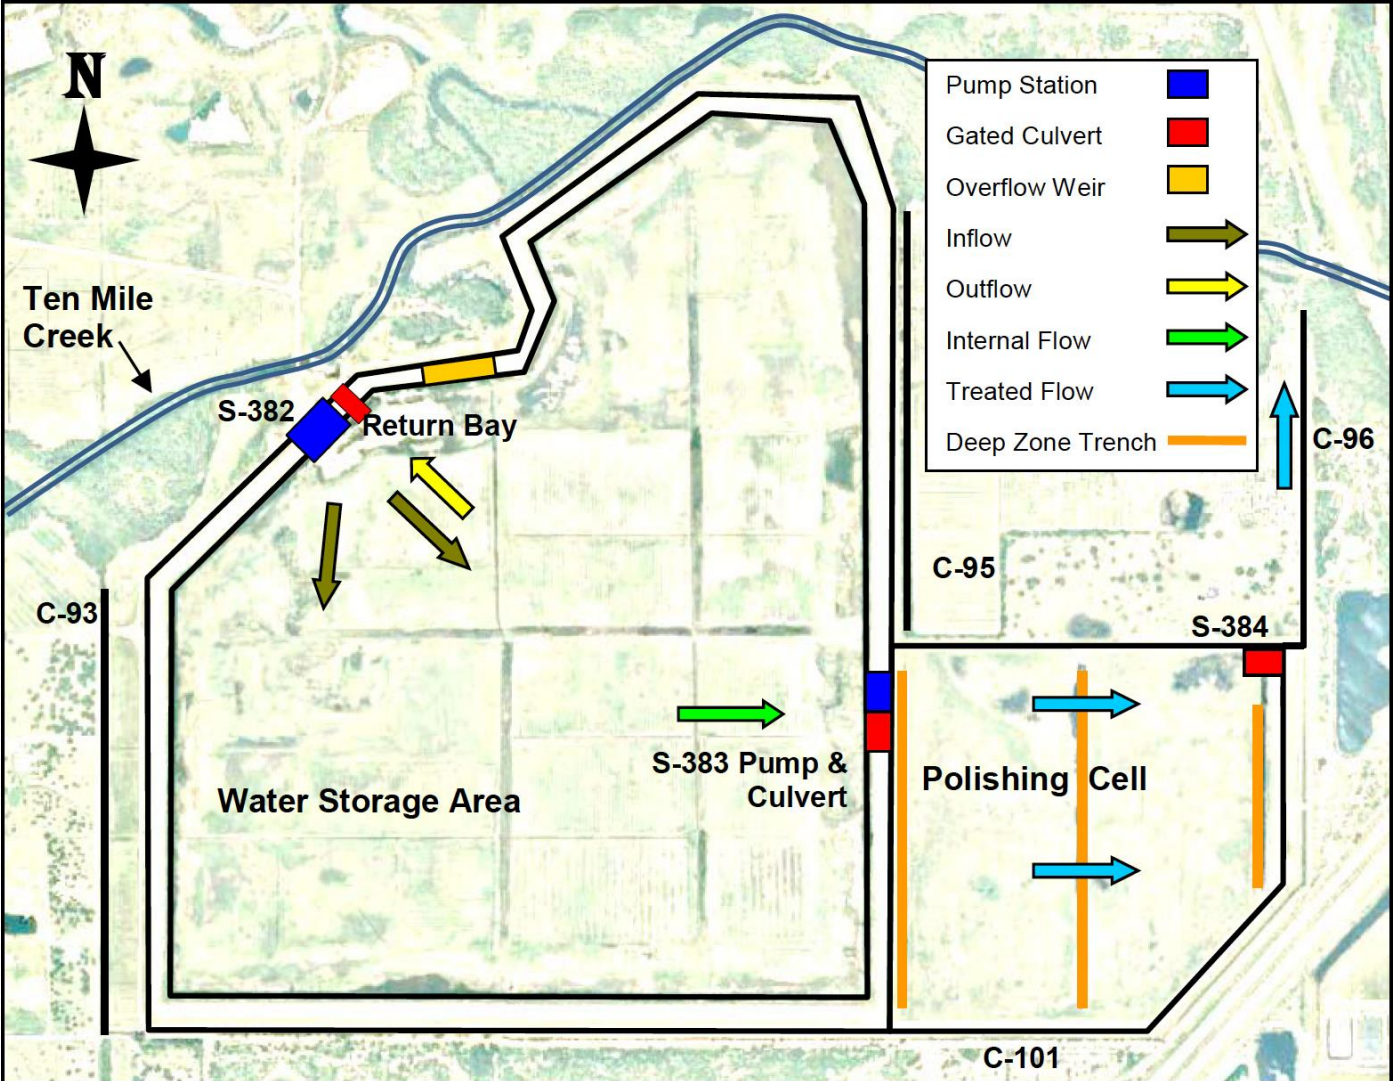 N
Pump Station
Gated Culvert
Overflow Weir
Inflow
Outflow
Internal Flow
Treated Flow
Deep Zone Trench
Ten Mile
Creek
S-382
Return Bay
C-96
C-95
C-93
S-384
S-383 Pump &
Culvert
Polishing Cell
Water Storage Area
C-101